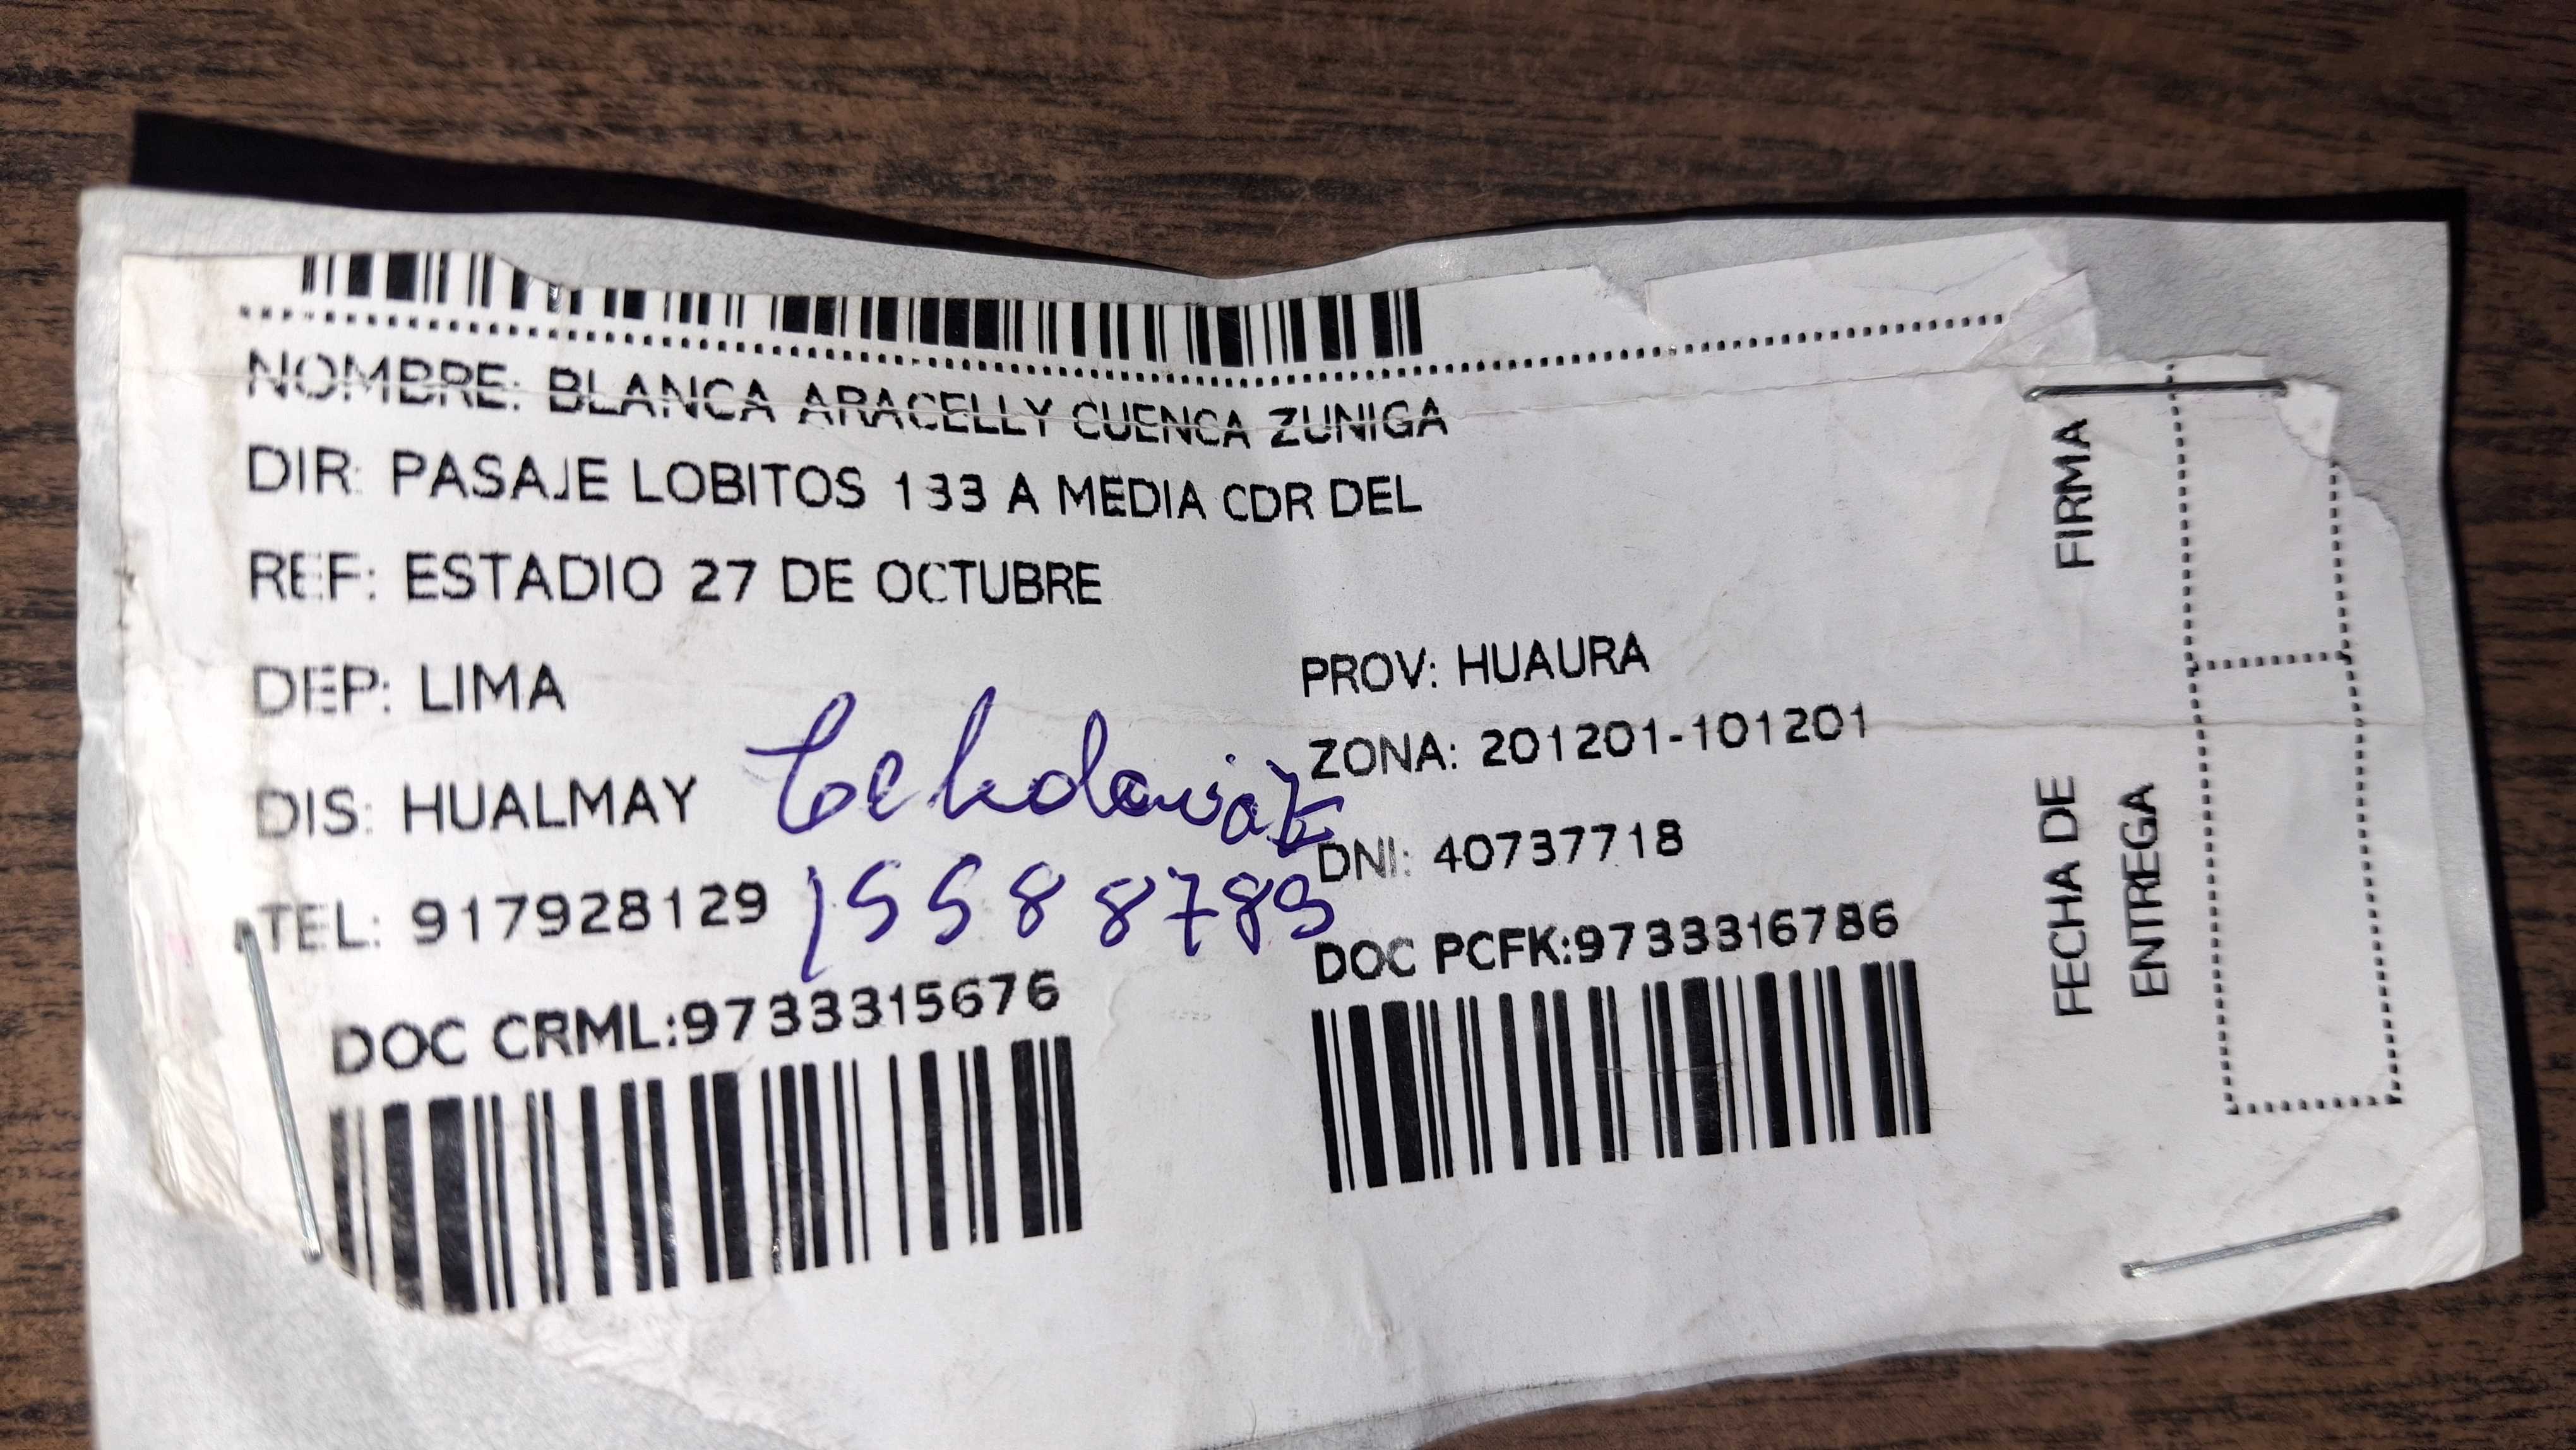 NOMBRE: BLANCA ARACELLY CUENCA ZUNIGA
DIR: PASAJE LOBITOS 133 A MEDIA CDR DEL
REF: ESTADIO 27 DE OCTUBRE
DEP: LIMA
PROV: HUAURA
ZONA: 201201-101201
DIS: HUALMAY
DNI: 40737718
TEL: 917928129
15588789
DOC CRML:9733315676
DOC PCFK:9733316786
FIRMA
FECHA DE
ENTREGA